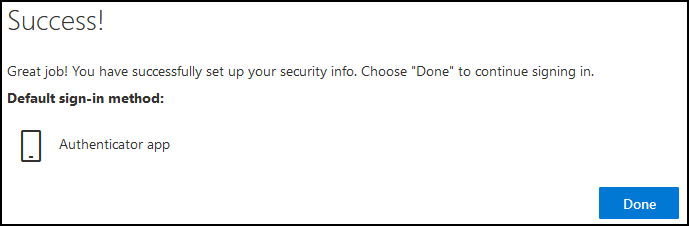 Success!
Great job! You have successfully set up your security info. Choose "Done" to continue signing in.
Default sign-in method:
Authenticator app
Done